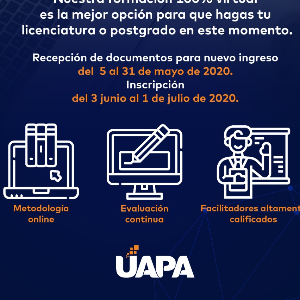 Nuestra formación 100% virtual
es la mejor opción para que hagas tu
licenciatura o postgrado en este momento.
Recepción de documentos para nuevo ingreso
del 5 al 31 de mayo de 2020.
Inscripción
del 3 junio al 1 de julio de 2020.
Metodología
online
Evaluación
continua
Facilitadores altament
calificados
UAPA